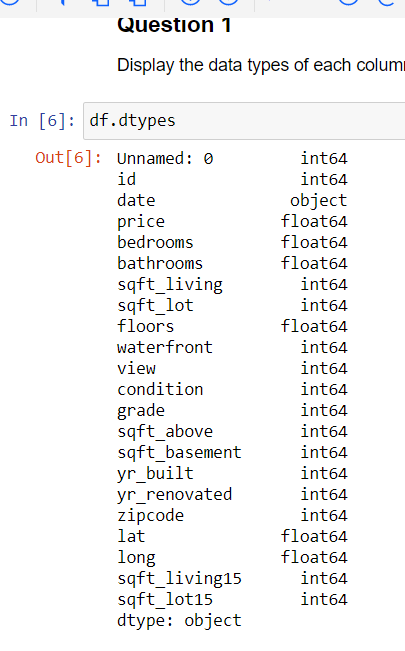 Question 1
Display the data types of each
In [6]: df.dtypes
Out[6]: Unnamed: 0 int64
id int64
date object
price float64
bedrooms float64
bathrooms float64
sqft_living int64
sqft_lot int64
floors float64
waterfront int64
view int64
condition int64
grade int64
sqft_above int64
sqft_basement int64
yr_built int64
yr_renovated int64
zipcode int64
lat float64
long float64
sqft_living15 int64
sqft_lot15 int64
dtype: object